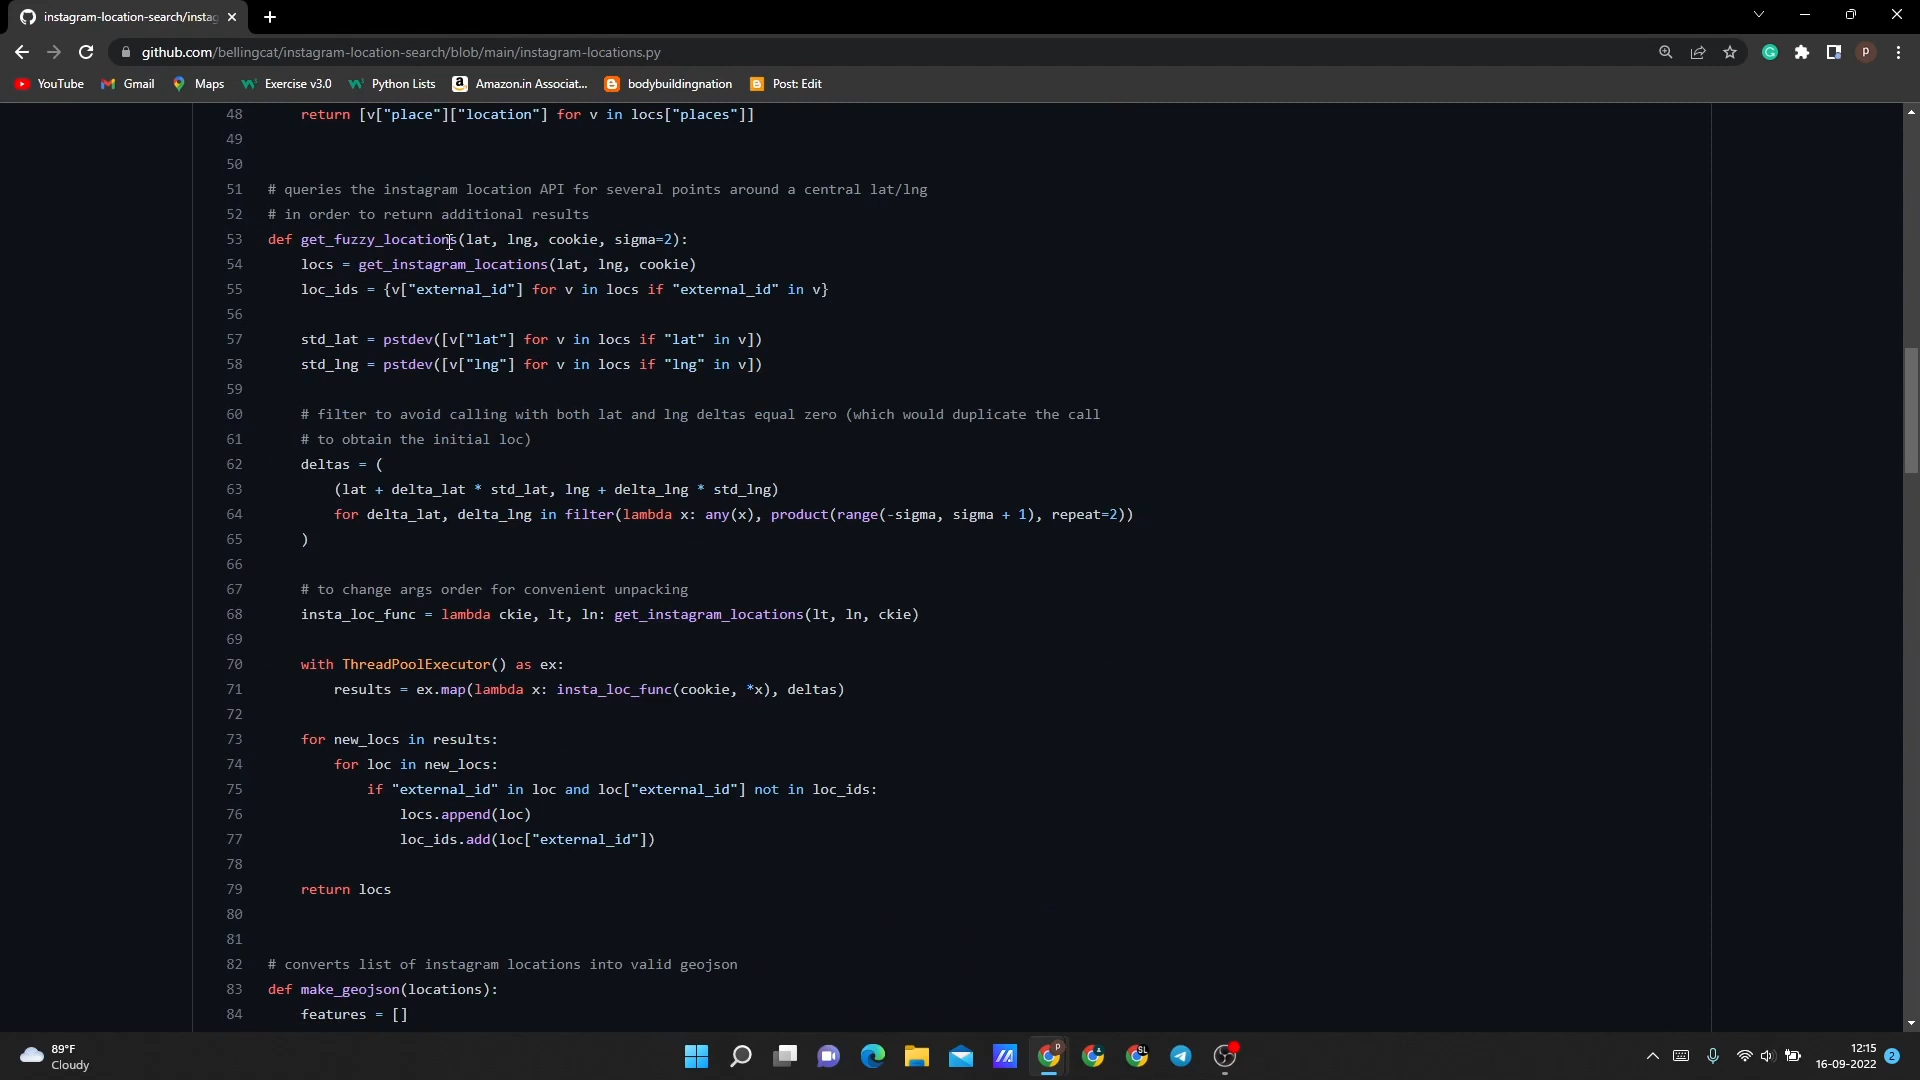 instagram-location-search/instag
github.com/bellingcat/instagram-location-search/blob/main/instagram-locations.py
P
YouTube Gmail Maps Exercise v3.0 Python Lists Amazon.in Associat... bodybuildingnation Post: Edit
48 return [v["place"]["location"] for v in locs["places"]]
49
50
51 # queries the instagram location API for several points around a central lat/lng
52 # in order to return additional results
53 def get_fuzzy_locations(lat, lng, cookie, sigma=2):
54 locs = get_instagram_locations(lat, lng, cookie)
55 loc_ids = {v["external_id"] for v in locs if "external_id" in v}
56
57 std_lat = pstdev([v["lat"] for v in locs if "lat" in v])
58 std_lng = pstdev([v["lng"] for v in locs if "lng" in v])
59
60 # filter to avoid calling with both lat and lng deltas equal zero (which would duplicate the call
61 # to obtain the initial loc)
62 deltas = (
63 (lat + delta_lat * std_lat, lng + delta_lng * std_lng)
64 for delta_lat, delta_lng in filter(lambda x: any(x), product(range(-sigma, sigma + 1), repeat=2))
65 )
66
67 # to change args order for convenient unpacking
68 insta_loc_func = lambda ckie, lt, ln: get_instagram_locations(lt, ln, ckie)
69
70 with ThreadPoolExecutor() as ex:
71 results = ex.map(lambda x: insta_loc_func(cookie, *x), deltas)
72
73 for new_locs in results:
74 for loc in new_locs:
75 if "external_id" in loc and loc["external_id"] not in loc_ids:
76 locs.append(loc)
77 loc_ids.add(loc["external_id"])
78
79 return locs
80
81
82 # converts list of instagram locations into valid geojson
83 def make_geojson(locations):
84 features = []
89°F
Cloudy
P
SL
12:15
16-09-2022
2